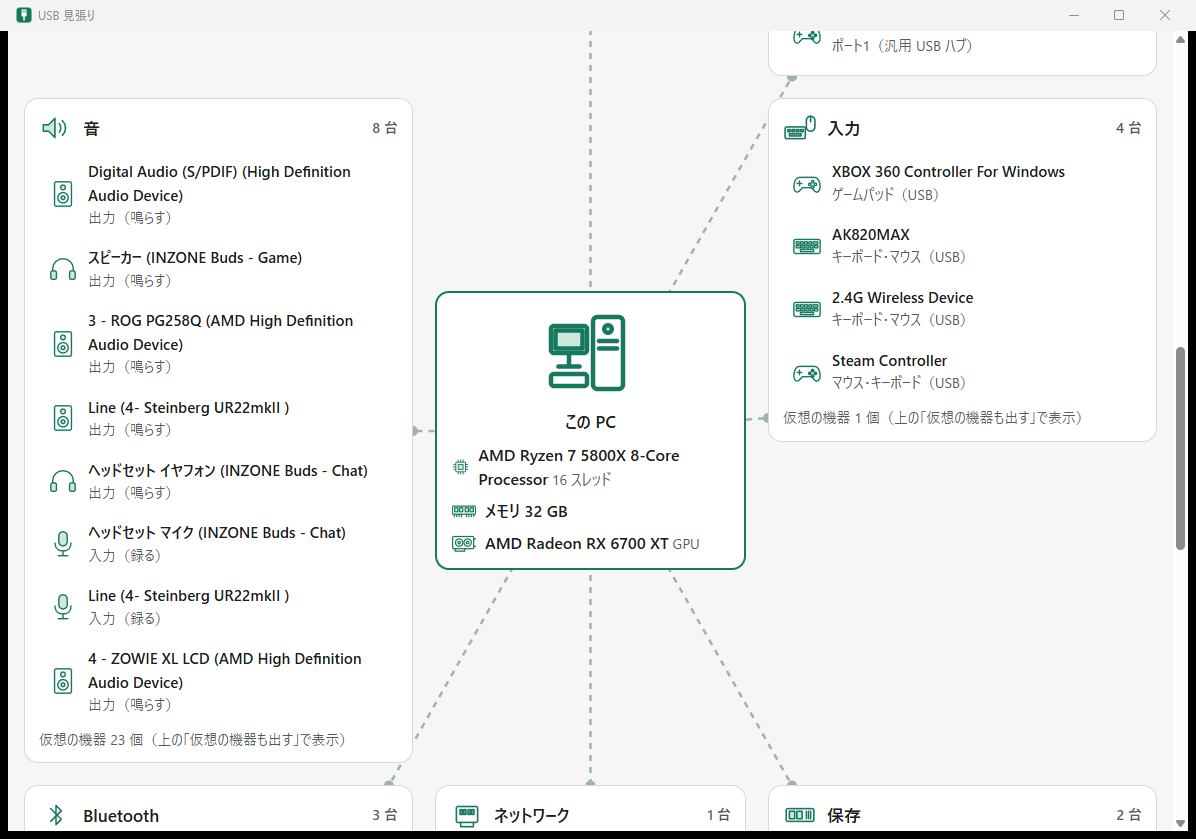 USB 見張り
ポート1（汎用 USB ハブ）
音
8 台
Digital Audio (S/PDIF) (High Definition
Audio Device)
出力（鳴らす）
スピーカー (INZONE Buds - Game)
出力（鳴らす）
3 - ROG PG258Q (AMD High Definition
Audio Device)
出力（鳴らす）
Line (4- Steinberg UR22mkII )
出力（鳴らす）
ヘッドセット イヤフォン (INZONE Buds - Chat)
出力（鳴らす）
ヘッドセット マイク (INZONE Buds - Chat)
入力（録る）
Line (4- Steinberg UR22mkII )
入力（録る）
4 - ZOWIE XL LCD (AMD High Definition
Audio Device)
出力（鳴らす）
仮想の機器 23 個（上の「仮想の機器も出す」で表示）
この PC
AMD Ryzen 7 5800X 8-Core
Processor 16 スレッド
メモリ 32 GB
AMD Radeon RX 6700 XT GPU
入力
4 台
XBOX 360 Controller For Windows
ゲームパッド（USB）
AK820MAX
キーボード・マウス（USB）
2.4G Wireless Device
キーボード・マウス（USB）
Steam Controller
マウス・キーボード（USB）
仮想の機器 1 個（上の「仮想の機器も出す」で表示）
Bluetooth
3 台
ネットワーク
1 台
保存
2 台